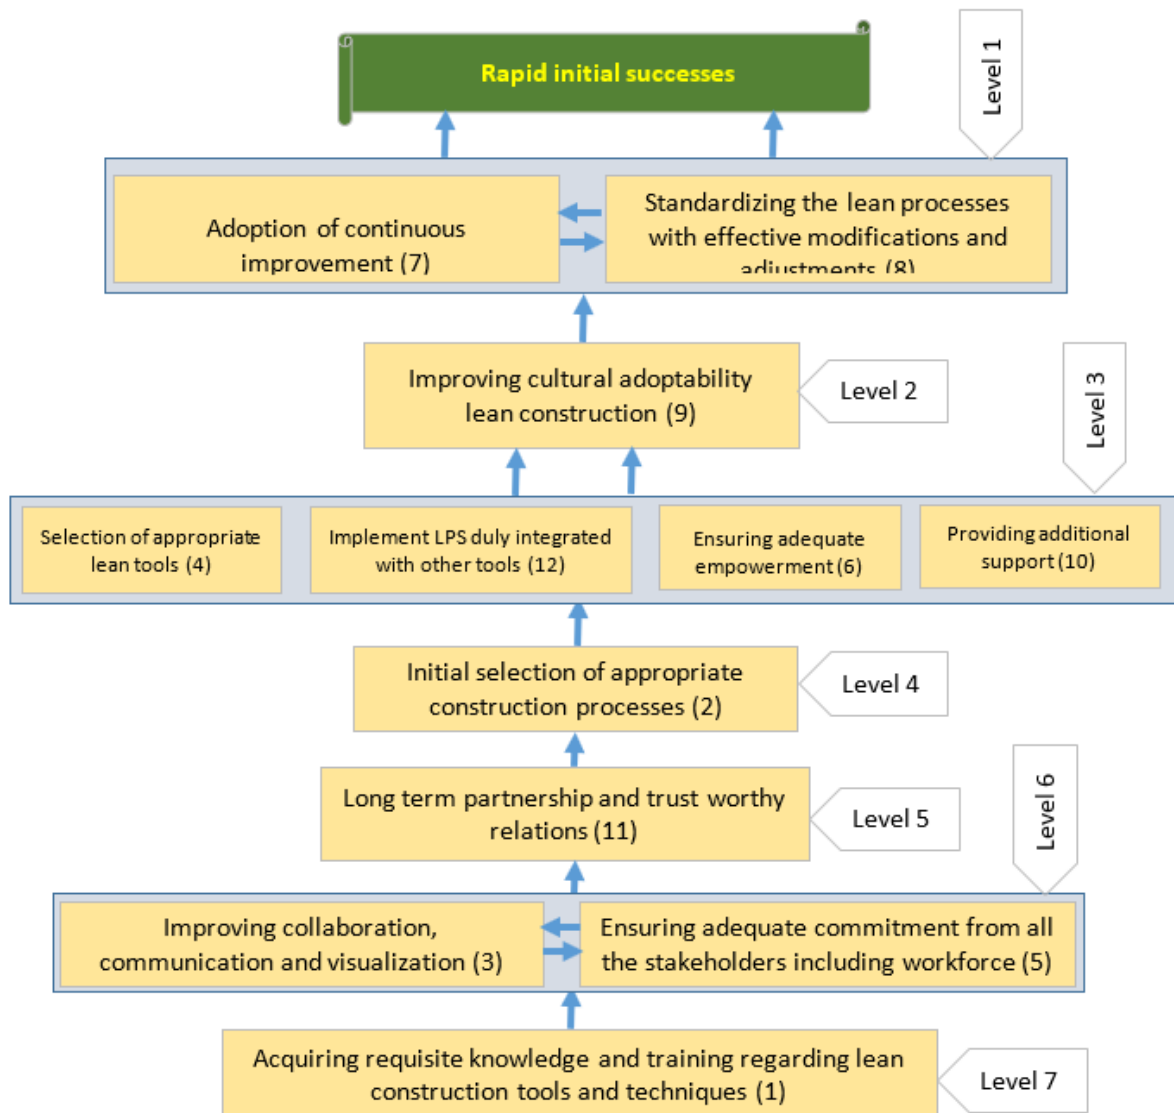 Rapid initial successes
Level 1
Adoption of continuous
improvement (7)
Standardizing the lean processes
with effective modifications and
adjustments (8)
Improving cultural adoptability
lean construction (9)
Level 2
Level 3
Selection of appropriate
lean tools (4)
Implement LPS duly integrated
with other tools (12)
Ensuring adequate
empowerment (6)
Providing additional
support (10)
Initial selection of appropriate
construction processes (2)
Level 4
Long term partnership and trust worthy
relations (11)
Level 5
Level 6
Improving collaboration,
communication and visualization (3)
Ensuring adequate commitment from all
the stakeholders including workforce (5)
Acquiring requisite knowledge and training regarding lean
construction tools and techniques (1)
Level 7